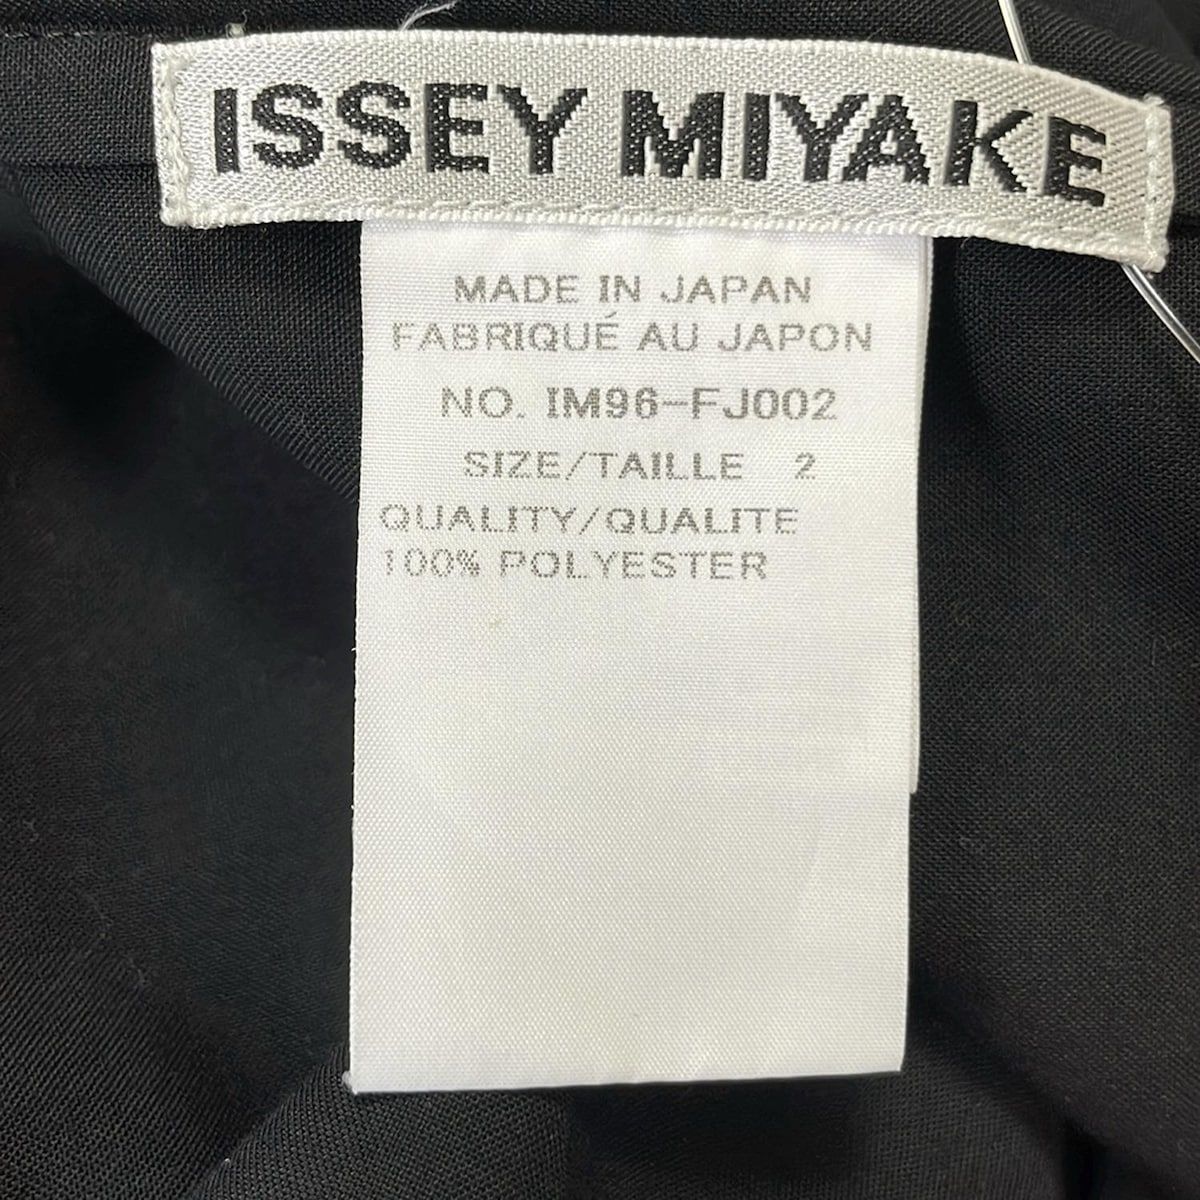 ISSEY MIYAKE
MADE IN JAPAN
FABRIQUÉ AU JAPON
NO. IM96-FJ002
SIZE/TAILLE 2
QUALITY/QUALITE
100% POLYESTER